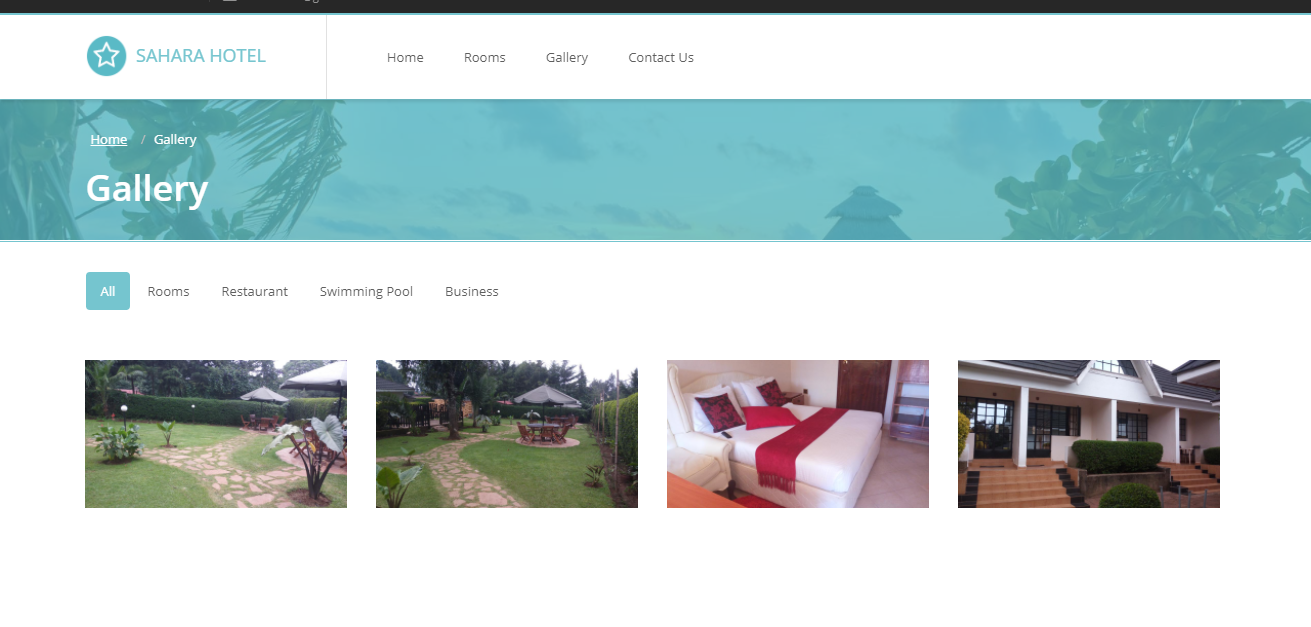 SAHARA HOTEL
Home Rooms Gallery Contact Us
Home / Gallery
Gallery
All Rooms Restaurant Swimming Pool Business